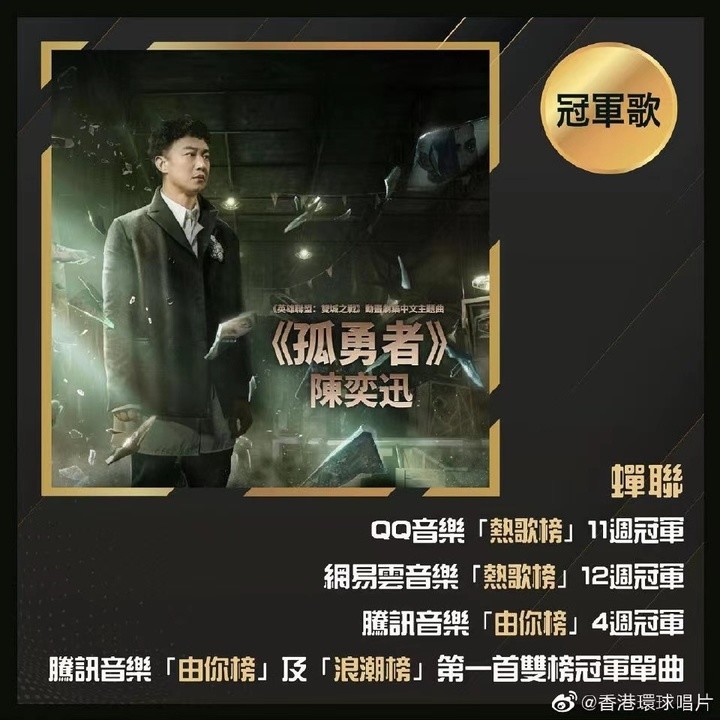 冠軍歌
《英雄聯盟：雙城之戰》動畫劇集中文主題曲
《孤勇者》
陳奕迅
蟬聯
QQ音樂「熱歌榜」11週冠軍
網易雲音樂「熱歌榜」12週冠軍
騰訊音樂「由你榜」4週冠軍
騰訊音樂「由你榜」及「浪潮榜」第一首雙榜冠軍單曲
@香港環球唱片